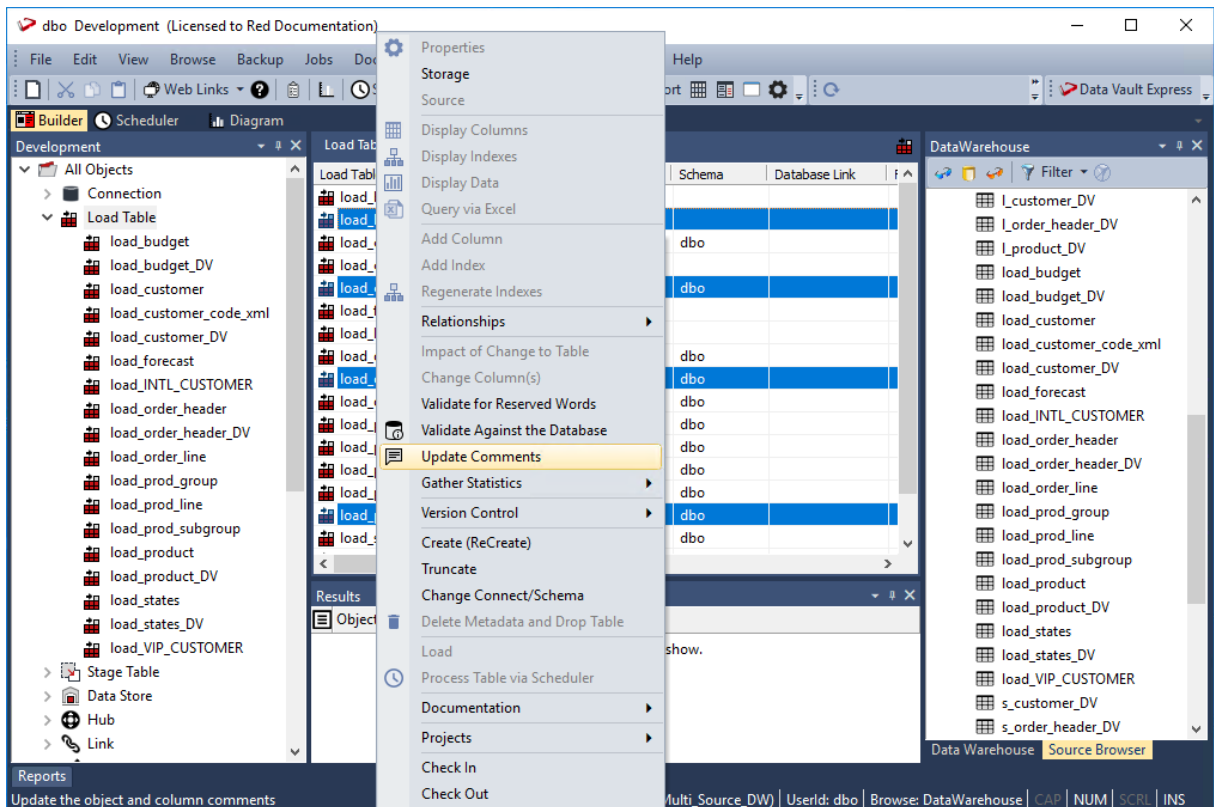 dbo Development (Licensed to Red Documentation)
File Edit View Browse Backup Jobs Help
Web Links
Data Vault Express
Builder Scheduler Diagram
Development
All Objects
Connection
Load Table
load_budget
load_budget_DV
load_customer
load_customer_code_xml
load_customer_DV
load_forecast
load_INTL_CUSTOMER
load_order_header
load_order_header_DV
load_order_line
load_prod_group
load_prod_line
load_prod_subgroup
load_product
load_product_DV
load_states
load_states_DV
load_VIP_CUSTOMER
Stage Table
Data Store
Hub
Link
Reports
Update the object and column comments
Schema Database Link
dbo
dbo
dbo
dbo
dbo
dbo
dbo
dbo
dbo
dbo
Results
show.
Properties
Storage
Source
Display Columns
Display Indexes
Display Data
Query via Excel
Add Column
Add Index
Regenerate Indexes
Relationships
Impact of Change to Table
Change Column(s)
Validate for Reserved Words
Validate Against the Database
Update Comments
Gather Statistics
Version Control
Create (ReCreate)
Truncate
Change Connect/Schema
Delete Metadata and Drop Table
Load
Process Table via Scheduler
Documentation
Projects
Check In
Check Out
DataWarehouse
Filter
l_customer_DV
l_order_header_DV
l_product_DV
load_budget
load_budget_DV
load_customer
load_customer_code_xml
load_customer_DV
load_forecast
load_INTL_CUSTOMER
load_order_header
load_order_header_DV
load_order_line
load_prod_group
load_prod_line
load_prod_subgroup
load_product
load_product_DV
load_states
load_states_DV
load_VIP_CUSTOMER
s_customer_DV
s_order_header_DV
Data Warehouse Source Browser
Multi_Source_DW) UserId: dbo Browse: DataWarehouse CAP NUM SCRL INS